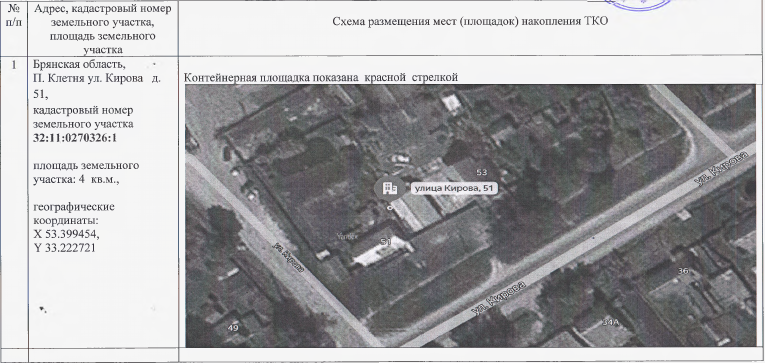 №
п/п
Адрес, кадастровый номер
земельного участка,
площадь земельного
участка
Схема размещения мест (площадок) накопления ТКО
1
Брянская область,
П. Клетня ул. Кирова д.
51,
кадастровый номер
земельного участка
32:11:0270326:1
площадь земельного
участка: 4 кв.м.,
географические
координаты:
X 53.399454,
Y 33.222721
Контейнерная площадка показана красной стрелкой
53
ул. Кирова
улица Кирова, 51
51
ул. Кирова
36
ул. Кирова
34А
49